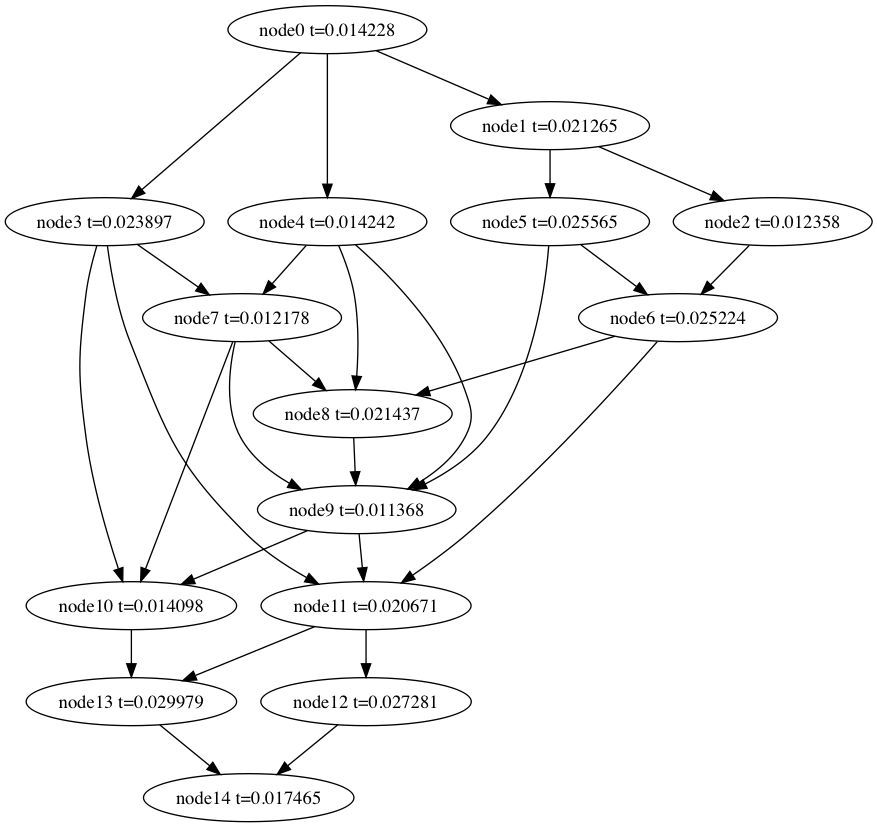 node0 t=0.014228
node1 t=0.021265
node3 t=0.023897
node4 t=0.014242
node5 t=0.025565
node2 t=0.012358
node7 t=0.012178
node6 t=0.025224
node8 t=0.021437
node9 t=0.011368
node10 t=0.014098
node11 t=0.020671
node13 t=0.029979
node12 t=0.027281
node14 t=0.017465